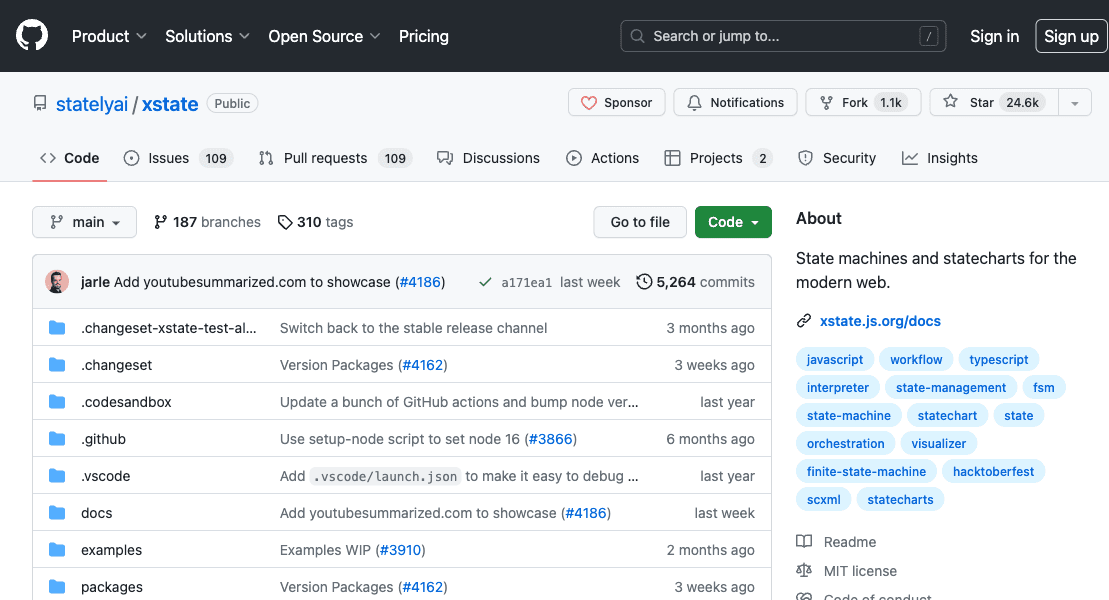 Product Solutions Open Source Pricing Search or jump to... / Sign in Sign up
statelyai / xstate Public Sponsor Notifications Fork 1.1k Star 24.6k
Code Issues 109 Pull requests 109 Discussions Actions Projects 2 Security Insights
main 187 branches 310 tags Go to file Code
jarle Add youtubesummarized.com to showcase (#4186) a171ea1 last week 5,264 commits
.changeset-xstate-test-al... Switch back to the stable release channel 3 months ago
.changeset Version Packages (#4162) 3 weeks ago
.codesandbox Update a bunch of GitHub actions and bump node ver... last year
.github Use setup-node script to set node 16 (#3866) 6 months ago
.vscode Add .vscode/launch.json to make it easy to debug ... last year
docs Add youtubesummarized.com to showcase (#4186) last week
examples Examples WIP (#3910) 2 months ago
packages Version Packages (#4162) 3 weeks ago
About
State machines and statecharts for the
modern web.
xstate.js.org/docs
javascript workflow typescript
interpreter state-management fsm
state-machine statechart state
orchestration visualizer
finite-state-machine hacktoberfest
scxml statecharts
Readme
MIT license
Code of conduct